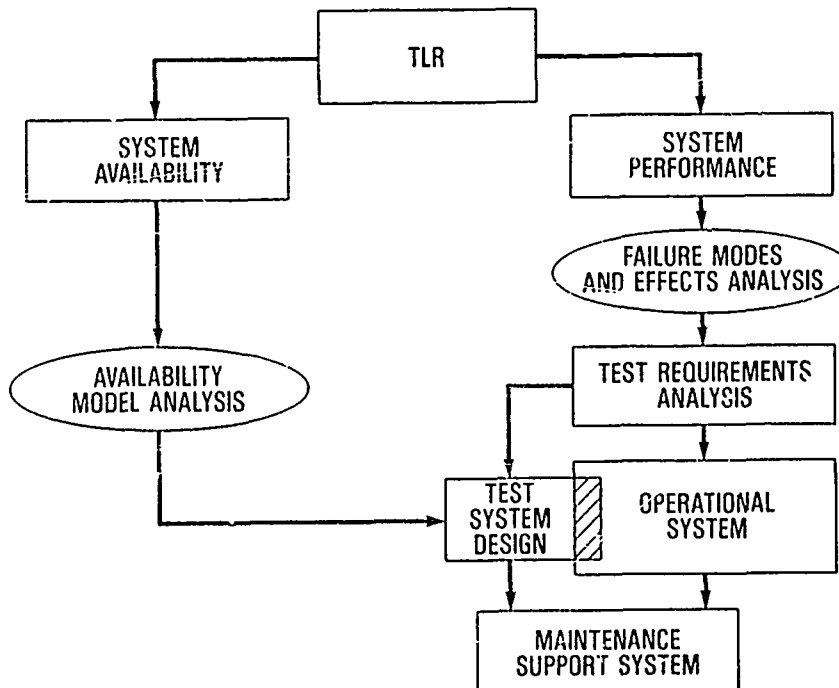 TLR
SYSTEM
AVAILABILITY
SYSTEM
PERFORMANCE
FAILURE MODES
AND EFFECTS ANALYSIS
AVAILABILITY
MODEL ANALYSIS
TEST REQUIREMENTS
ANALYSIS
TEST
SYSTEM
DESIGN
OPERATIONAL
SYSTEM
MAINTENANCE
SUPPORT SYSTEM